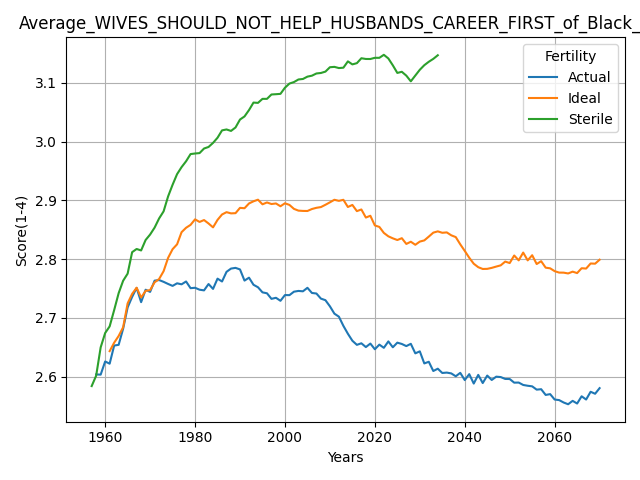 Average_WIVES_SHOULD_NOT_HELP_HUSBANDS_CAREER_FIRST_of_Black_
Score(1-4)
3.1
3.0
2.9
2.8
2.7
2.6
Fertility
Actual
Ideal
Sterile
1960 1980 2000 2020 2040 2060
Years